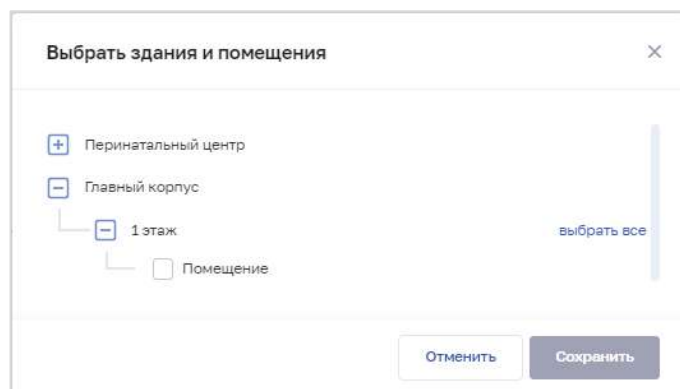 Выбрать здания и помещения
Перинатальный центр
Главный корпус
1 этаж выбрать все
Помещение
Отменить Сохранить